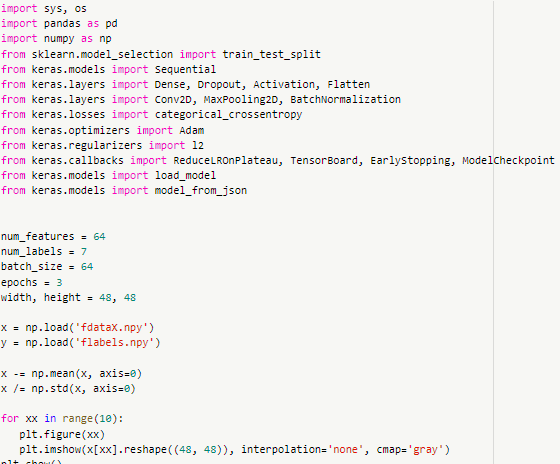 import sys, os
import pandas as pd
import numpy as np
from sklearn.model_selection import train_test_split
from keras.models import Sequential
from keras.layers import Dense, Dropout, Activation, Flatten
from keras.layers import Conv2D, MaxPooling2D, BatchNormalization
from keras.losses import categorical_crossentropy
from keras.optimizers import Adam
from keras.regularizers import l2
from keras.callbacks import ReduceLROnPlateau, TensorBoard, EarlyStopping, ModelCheckpoint
from keras.models import load_model
from keras.models import model_from_json
num_features = 64
num_labels = 7
batch_size = 64
epochs = 3
width, height = 48, 48
x = np.load('fdataX.npy')
y = np.load('flabels.npy')
x -= np.mean(x, axis=0)
x /= np.std(x, axis=0)
for xx in range(10):
   plt.figure(xx)
   plt.imshow(x[xx].reshape((48, 48)), interpolation='none', cmap='gray')
plt.show()